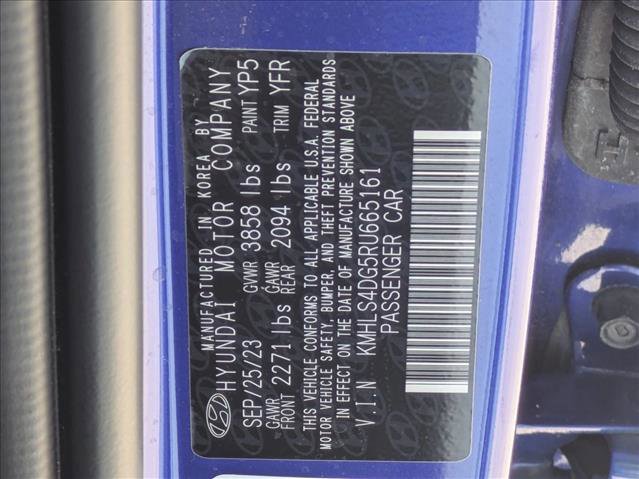 MANUFACTURED IN KOREA BY
HYUNDAI MOTOR COMPANY
SEP/25/23 GVWR 3858 lbs PAINT YP5
GAWR FRONT 2271 lbs GAWR REAR 2094 lbs TRIM YFR
THIS VEHICLE CONFORMS TO ALL APPLICABLE U.S.A. FEDERAL
MOTOR VEHICLE SAFETY, BUMPER, AND THEFT PREVENTION STANDARDS
IN EFFECT ON THE DATE OF MANUFACTURE SHOWN ABOVE
V.I.N KMHLS4DG5RU665161
PASSENGER CAR